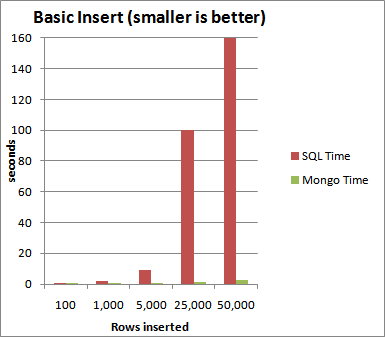 Basic Insert (smaller is better)
160
140
120
100
80
60
40
20
0
seconds
100 1,000 5,000 25,000 50,000
Rows inserted
SQL Time
Mongo Time